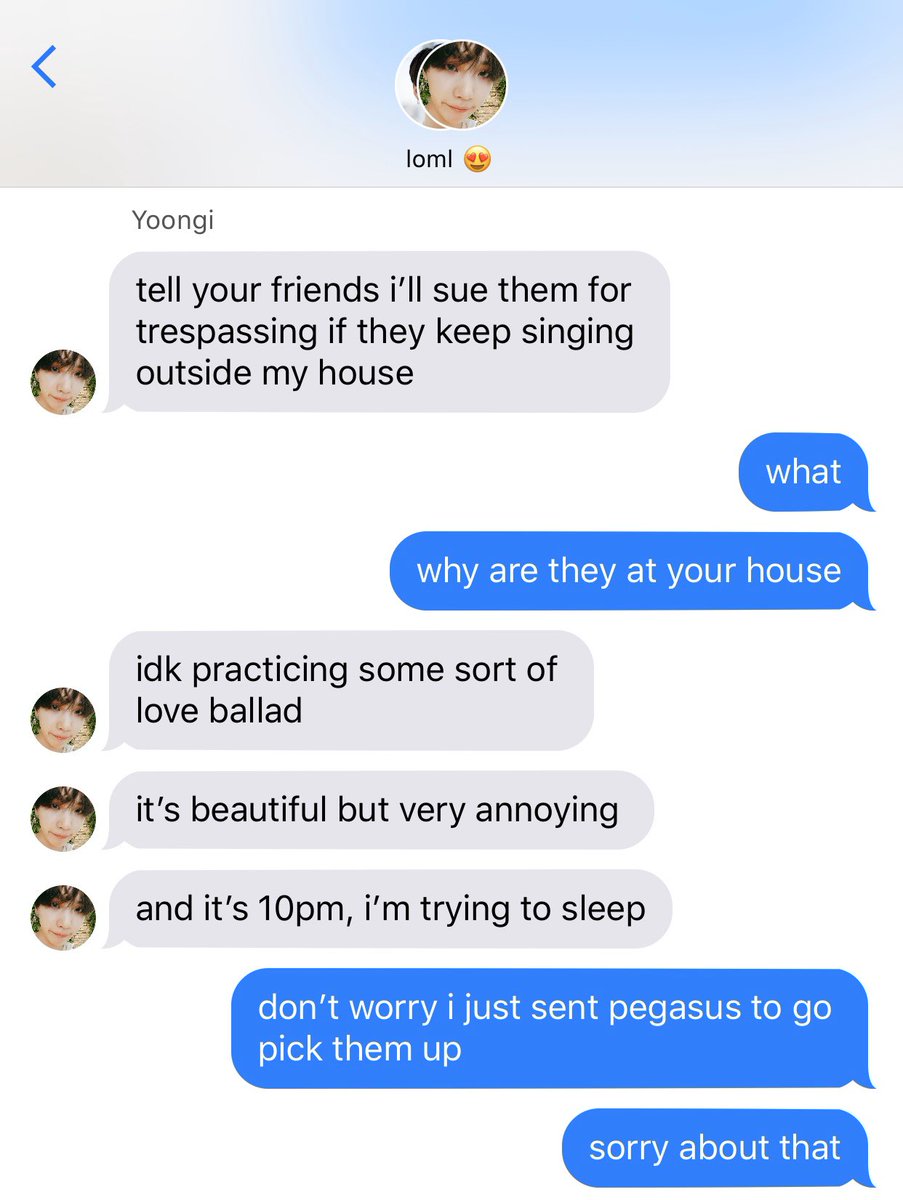 loml 😍
Yoongi
tell your friends i’ll sue them for
trespassing if they keep singing
outside my house
what
why are they at your house
idk practicing some sort of
love ballad
it’s beautiful but very annoying
and it’s 10pm, i’m trying to sleep
don’t worry i just sent pegasus to go
pick them up
sorry about that